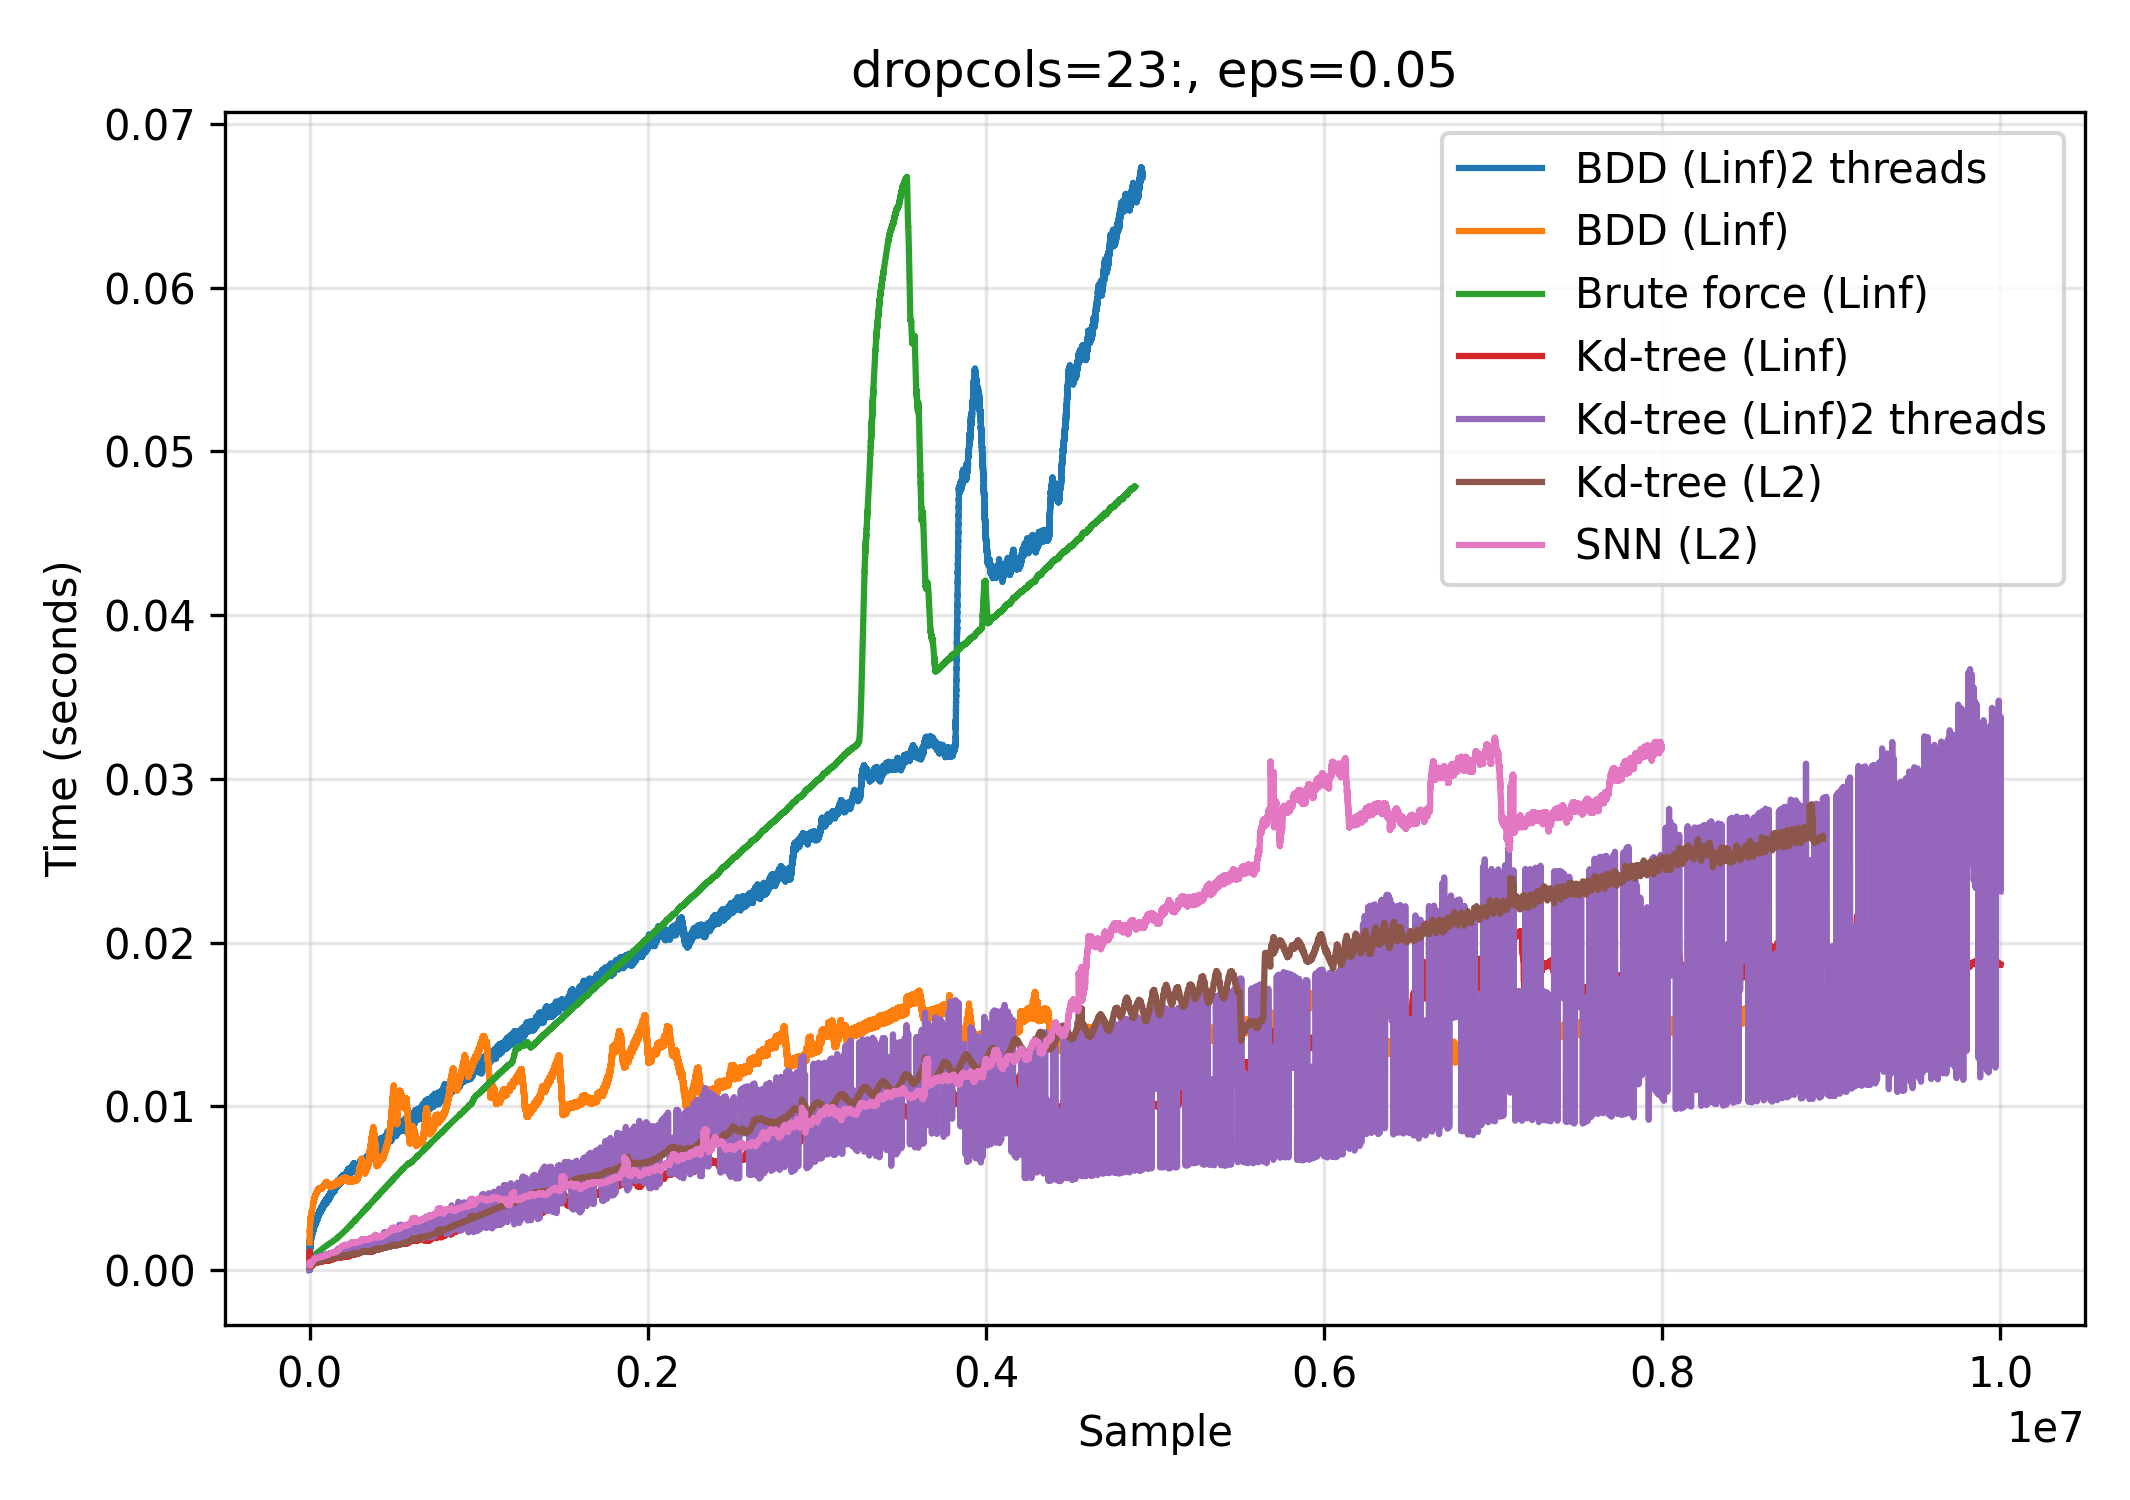 dropcols=23:, eps=0.05
0.07
0.06
0.05
0.04
0.03
0.02
0.01
0.00
Time (seconds)
BDD (Linf)2 threads
BDD (Linf)
Brute force (Linf)
Kd-tree (Linf)
Kd-tree (Linf)2 threads
Kd-tree (L2)
SNN (L2)
0.0 0.2 0.4 0.6 0.8 1.0
1e7
Sample